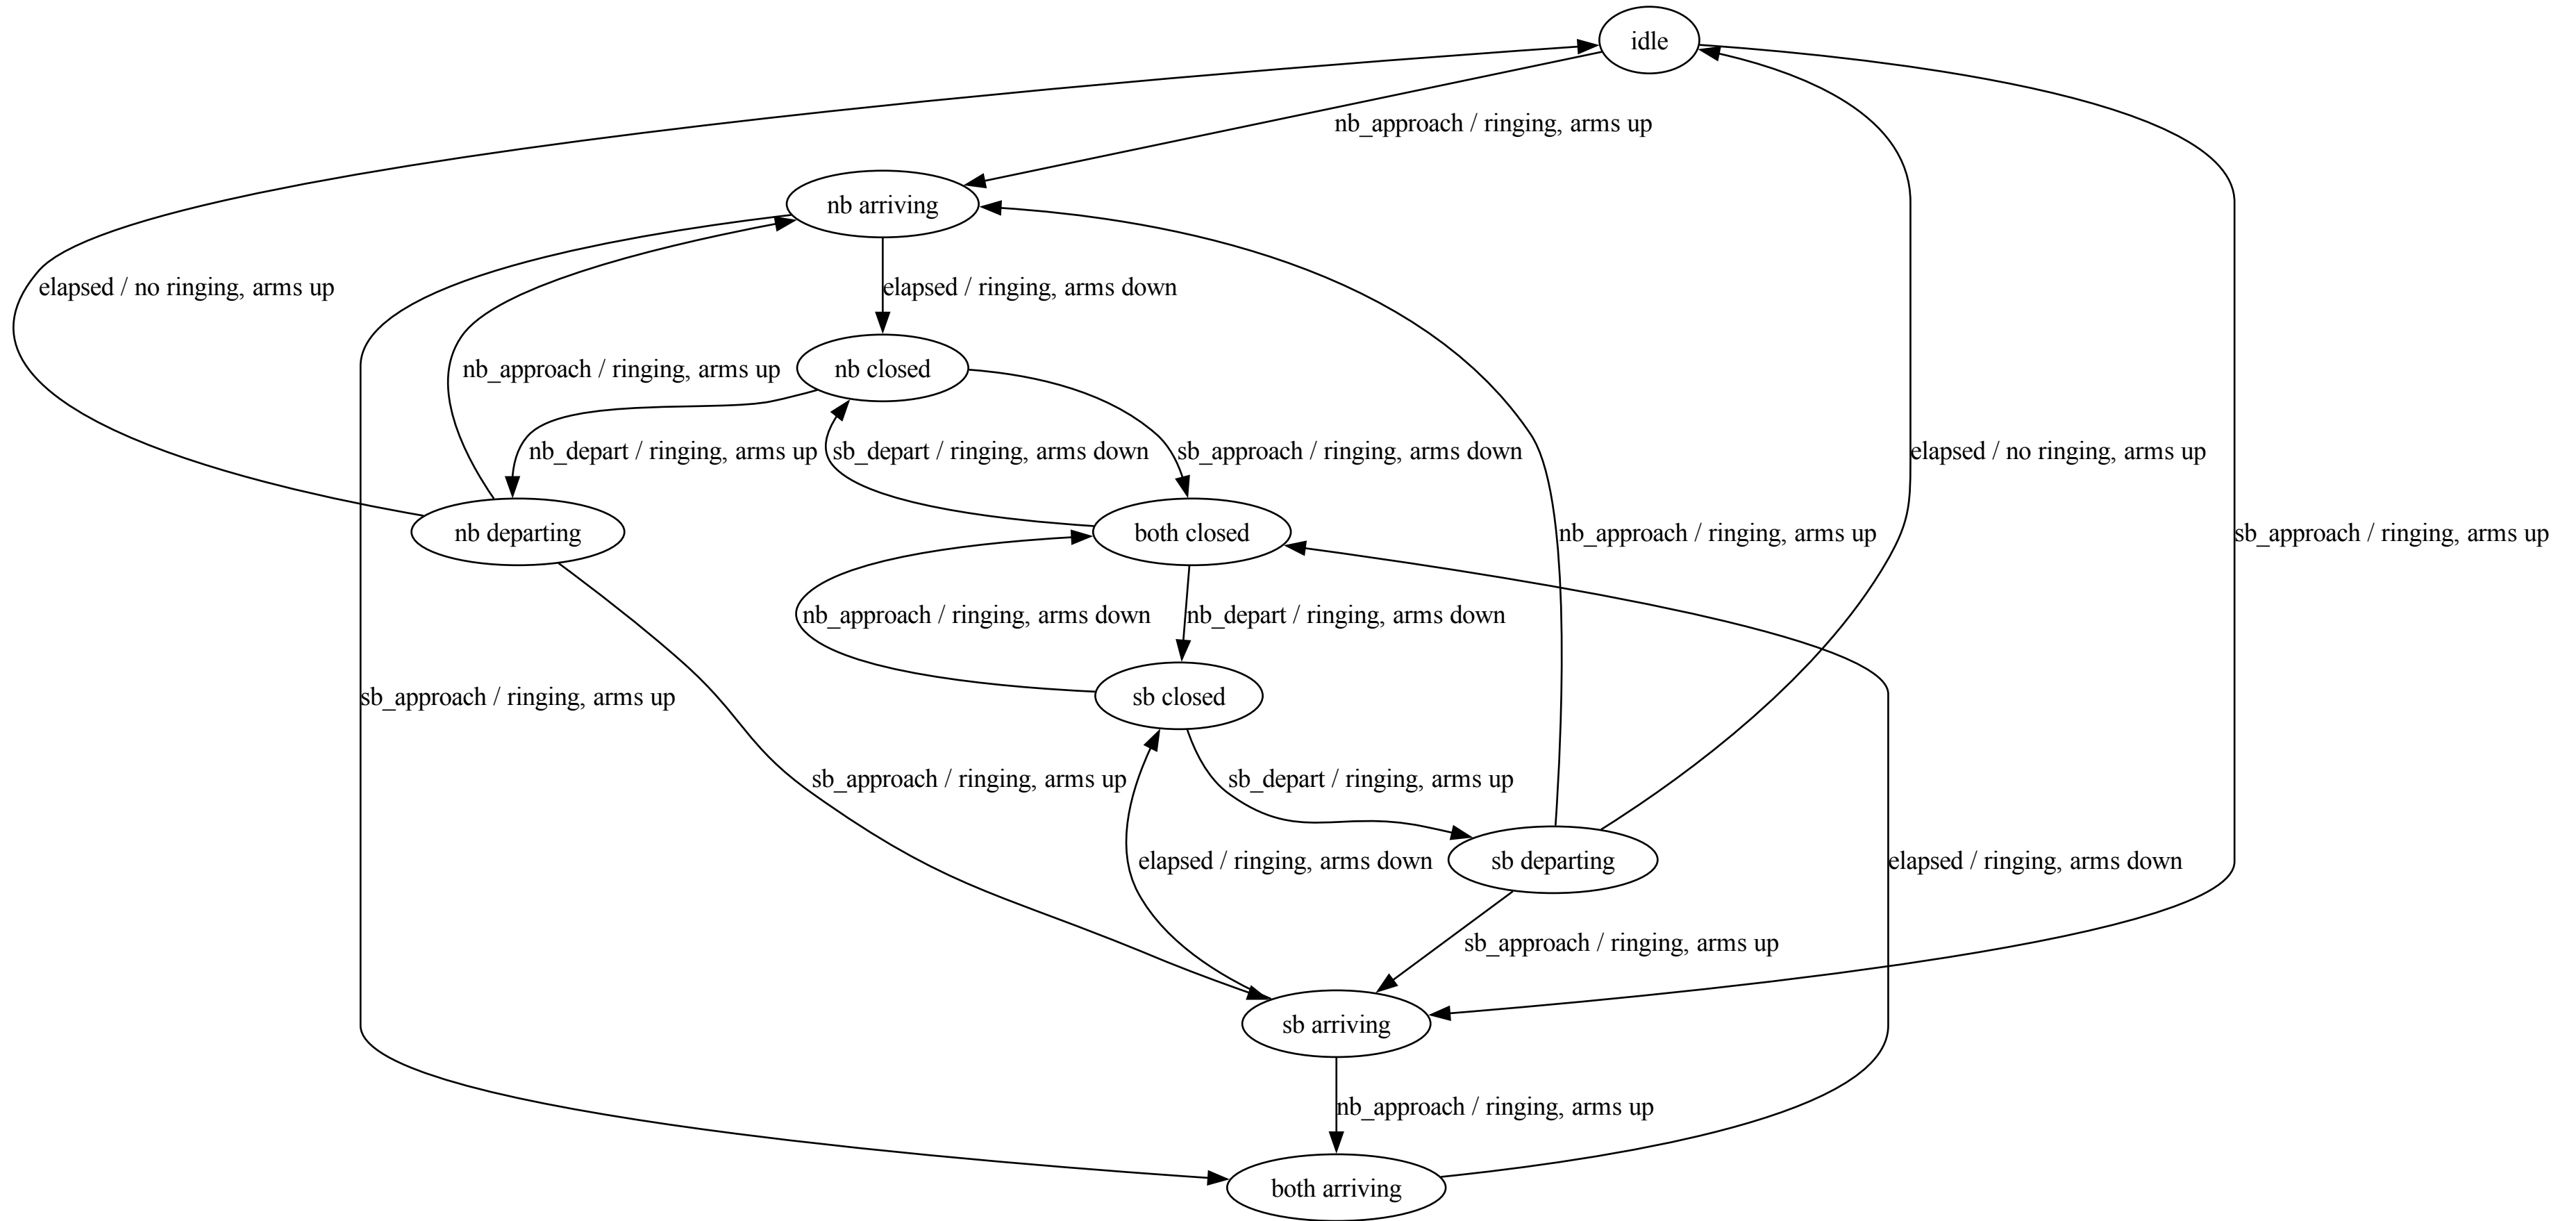 idle
nb_approach / ringing, arms up
nb arriving
elapsed / no ringing, arms up
elapsed / ringing, arms down
nb_approach / ringing, arms up
nb closed
nb_depart / ringing, arms up
sb_depart / ringing, arms down
sb_approach / ringing, arms down
elapsed / no ringing, arms up
nb departing
both closed
nb_approach / ringing, arms up
sb_approach / ringing, arms up
nb_approach / ringing, arms down
nb_depart / ringing, arms down
sb_approach / ringing, arms up
sb closed
sb_approach / ringing, arms up
sb_depart / ringing, arms up
elapsed / ringing, arms down
sb departing
elapsed / ringing, arms down
sb_approach / ringing, arms up
sb arriving
nb_approach / ringing, arms up
both arriving